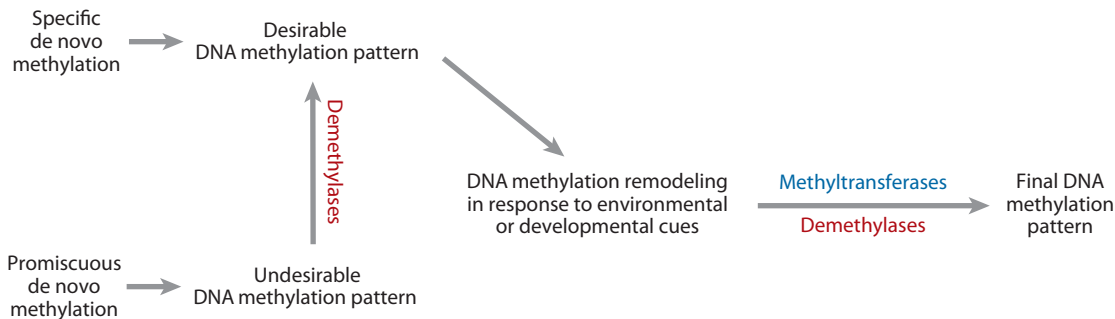 Specific
de novo
methylation
Desirable
DNA methylation pattern
Demethylases
Promiscuous
de novo
methylation
Undesirable
DNA methylation pattern
DNA methylation remodeling
in response to environmental
or developmental cues
Methyltransferases
Demethylases
Final DNA
methylation
pattern